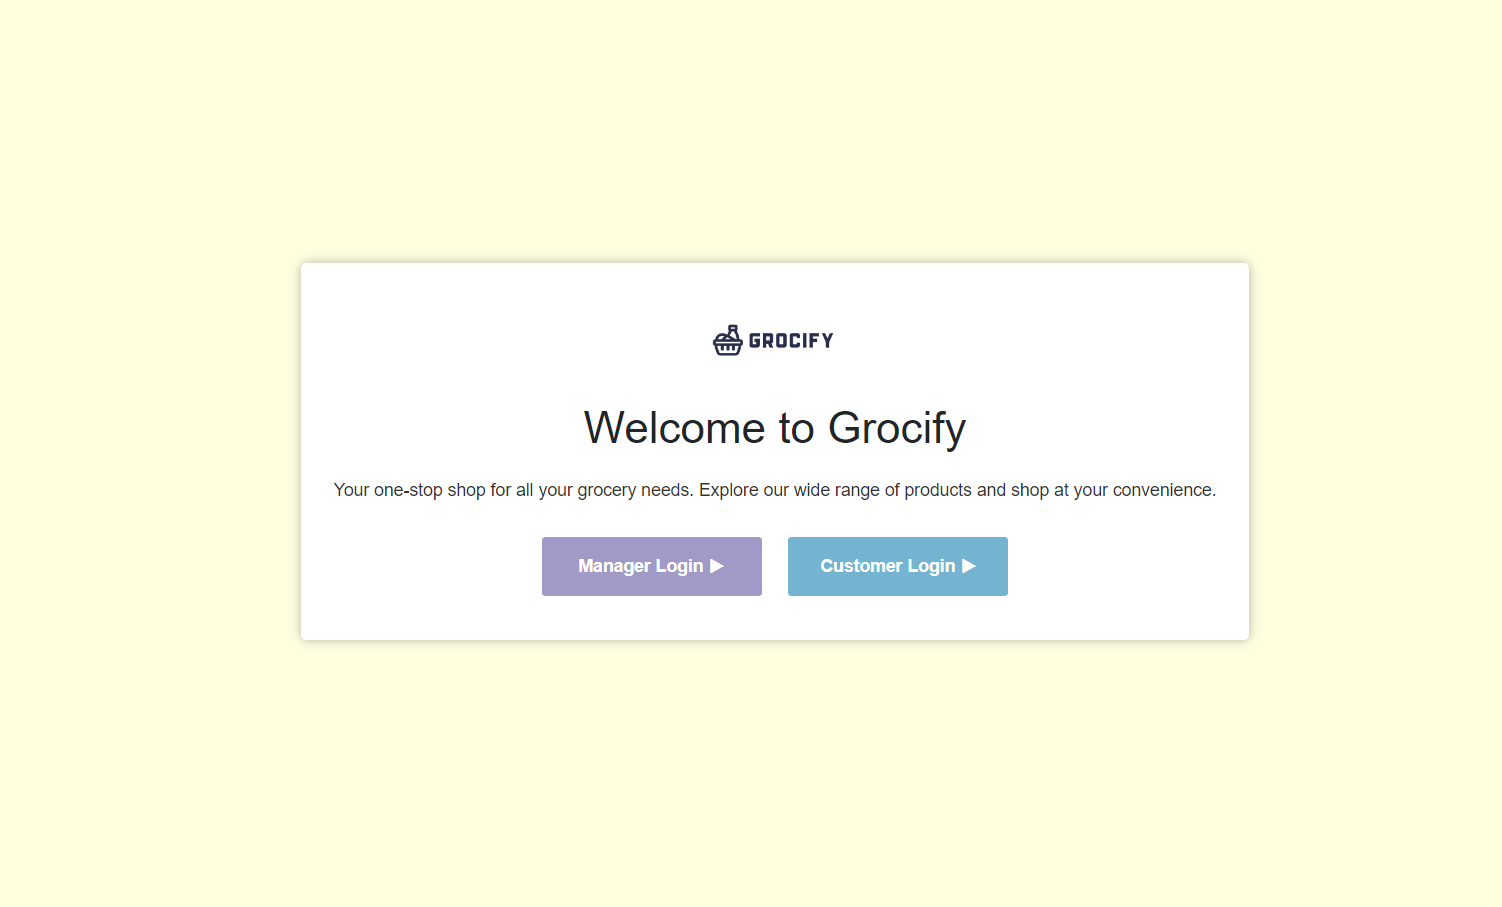 GROCIFY
Welcome to Grocify
Your one-stop shop for all your grocery needs. Explore our wide range of products and shop at your convenience.
Manager Login ▶
Customer Login ▶